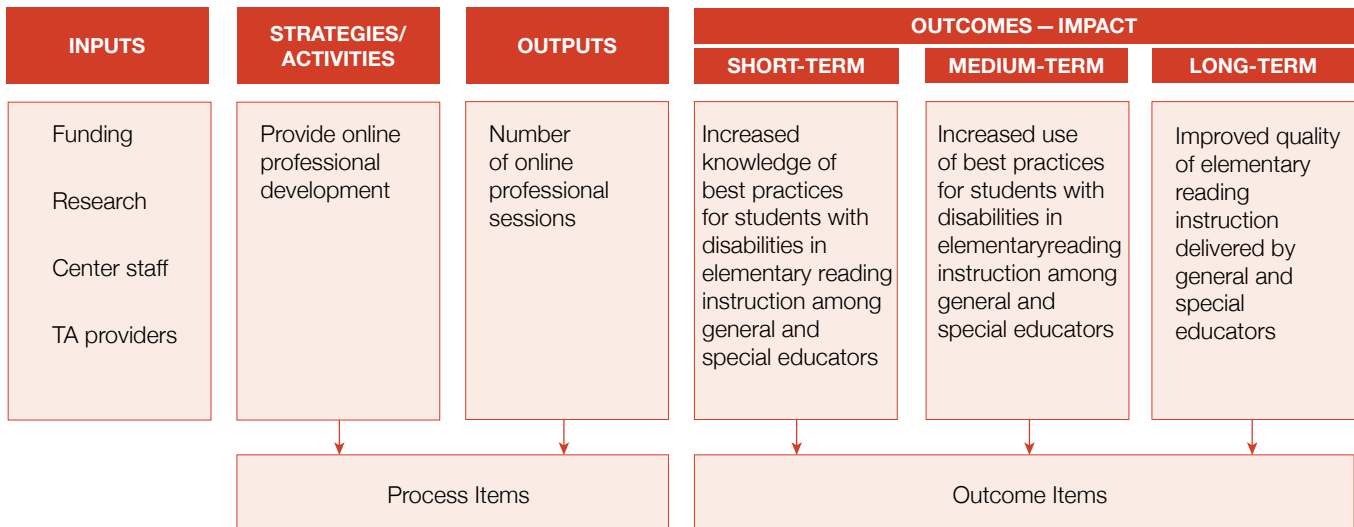 INPUTS
STRATEGIES/
ACTIVITIES
OUTPUTS
OUTCOMES — IMPACT
SHORT-TERM
MEDIUM-TERM
LONG-TERM
Funding
Research
Center staff
TA providers
Provide online
professional
development
Number
of online
professional
sessions
Increased
knowledge of
best practices
for students with
disabilities in
elementary reading
instruction among
general and
special educators
Increased use
of best practices
for students with
disabilities in
elementaryreading
instruction among
general and
special educators
Improved quality
of elementary
reading
instruction
delivered by
general and
special
educators
Process Items
Outcome Items